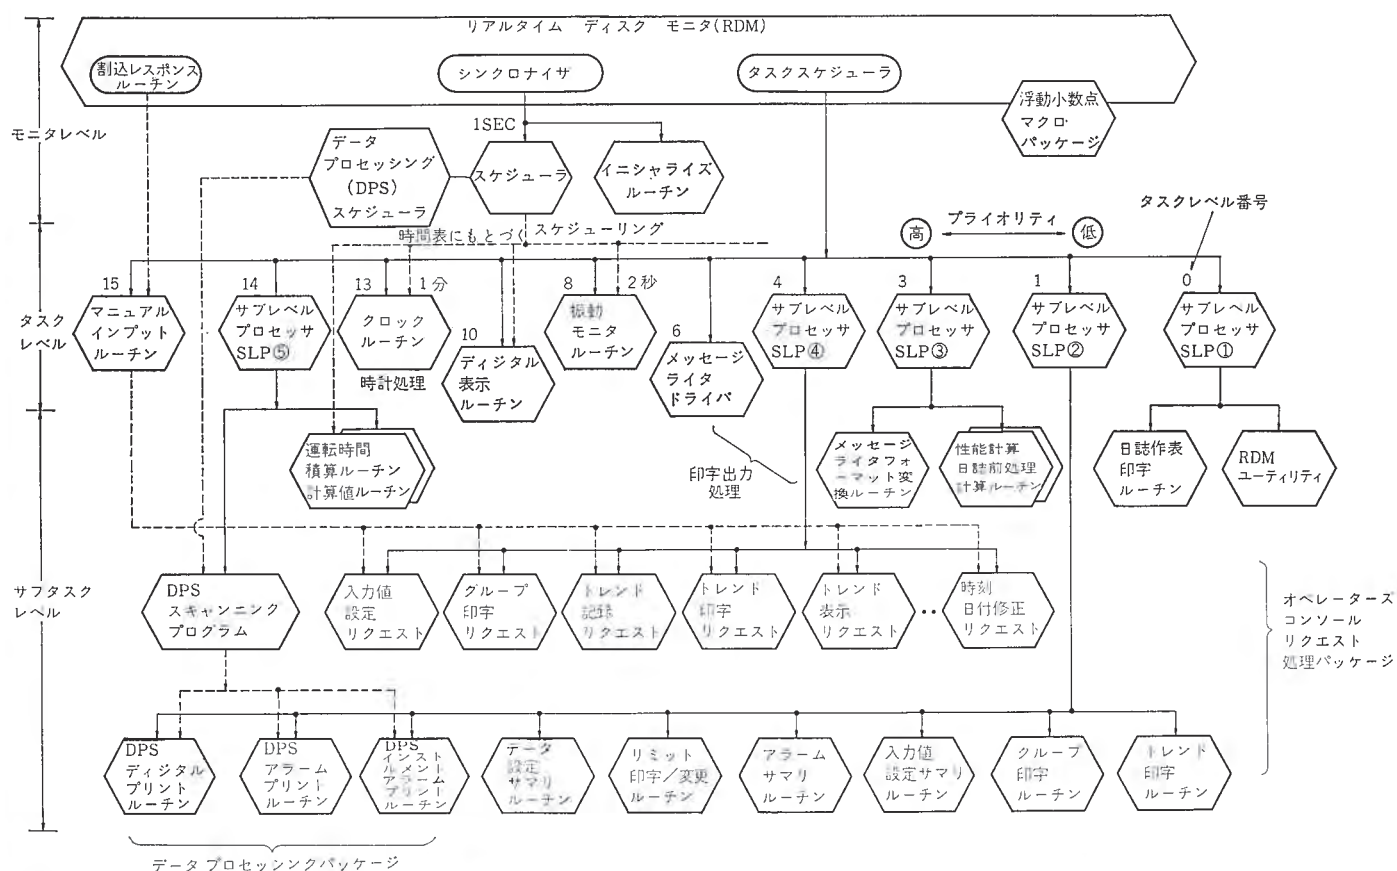 リアルタイム ディスク モニタ(RDM)
割込レスポンス
ルーチン
シンクロナイザ
タスクスケジューラ
浮動小数点
マクロ・
パッケージ
モニタレベル
1SEC
データ
プロセッシング
(DPS)
スケジューラ
スケジューラ
イニシャライズ
ルーチン
タスクレベル番号
プライオリティ
高
低
時間表にもとづく
スケジューリング
タスク
レベル
15
マニュアル
インプット
ルーチン
14
サブレベル
プロセッサ
SLP⑤
13
1分
クロック
ルーチン
時計処理
10
ディジタル
表示
ルーチン
8
2秒
振動
モニタ
ルーチン
6
メッセージ
ライタ
ドライバ
4
サブレベル
プロセッサ
SLP④
3
サブレベル
プロセッサ
SLP③
1
サブレベル
プロセッサ
SLP②
0
サブレベル
プロセッサ
SLP①
運転時間
積算ルーチン
計算値ルーチン
印字出力
処理
メッセージ
ライタフォ
ーマット変
換ルーチン
性能計算
日誌前処理
計算ルーチン
日誌作表
印字
ルーチン
RDM
ユーティリティ
サブタスク
レベル
DPS
スキャンニング
プログラム
入力値
設定
リクエスト
グループ
印字
リクエスト
トレンド
記録
リクエスト
トレンド
印字
リクエスト
トレンド
表示
リクエスト
••
時刻
日付修正
リクエスト
オペレーターズ
コンソール
リクエスト
処理パッケージ
DPS
ディジタル
プリント
ルーチン
DPS
アラーム
プリント
ルーチン
DPS
インスト
ルメント
アラーム
プリント
ルーチン
データ
設定
サマリ
ルーチン
リミット
印字/変更
ルーチン
アラーム
サマリ
ルーチン
入力値
設定サマリ
ルーチン
グループ
印字
ルーチン
トレンド
印字
ルーチン
データプロセッシングパッケージ